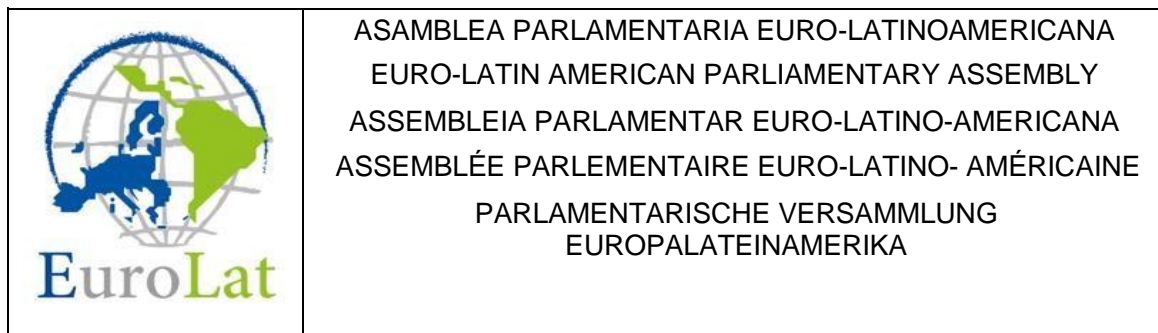 EuroLat
ASAMBLEA PARLAMENTARIA EURO-LATINOAMERICANA
EURO-LATIN AMERICAN PARLIAMENTARY ASSEMBLY
ASSEMBLEIA PARLAMENTAR EURO-LATINO-AMERICANA
ASSEMBLÉE PARLEMENTAIRE EURO-LATINO- AMÉRICAINE
PARLAMENTARISCHE VERSAMMLUNG
EUROPALATEINAMERIKA